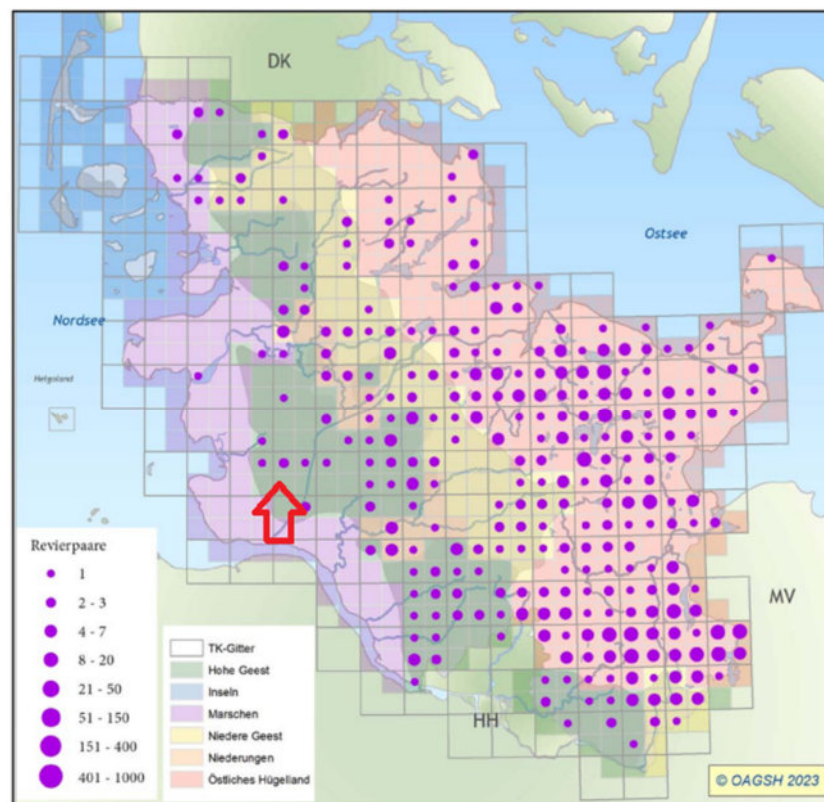 DK
Ostsee
Nordsee
Helgoland
MV
HH
Revierpaare
1
2 - 3
4 - 7
8 - 20
21 - 50
51 - 150
151 - 400
401 - 1000
TK-Gitter
Hohe Geest
Inseln
Marschen
Niedere Geest
Niederungen
Östliches Hügelland
© OAGSH 2023